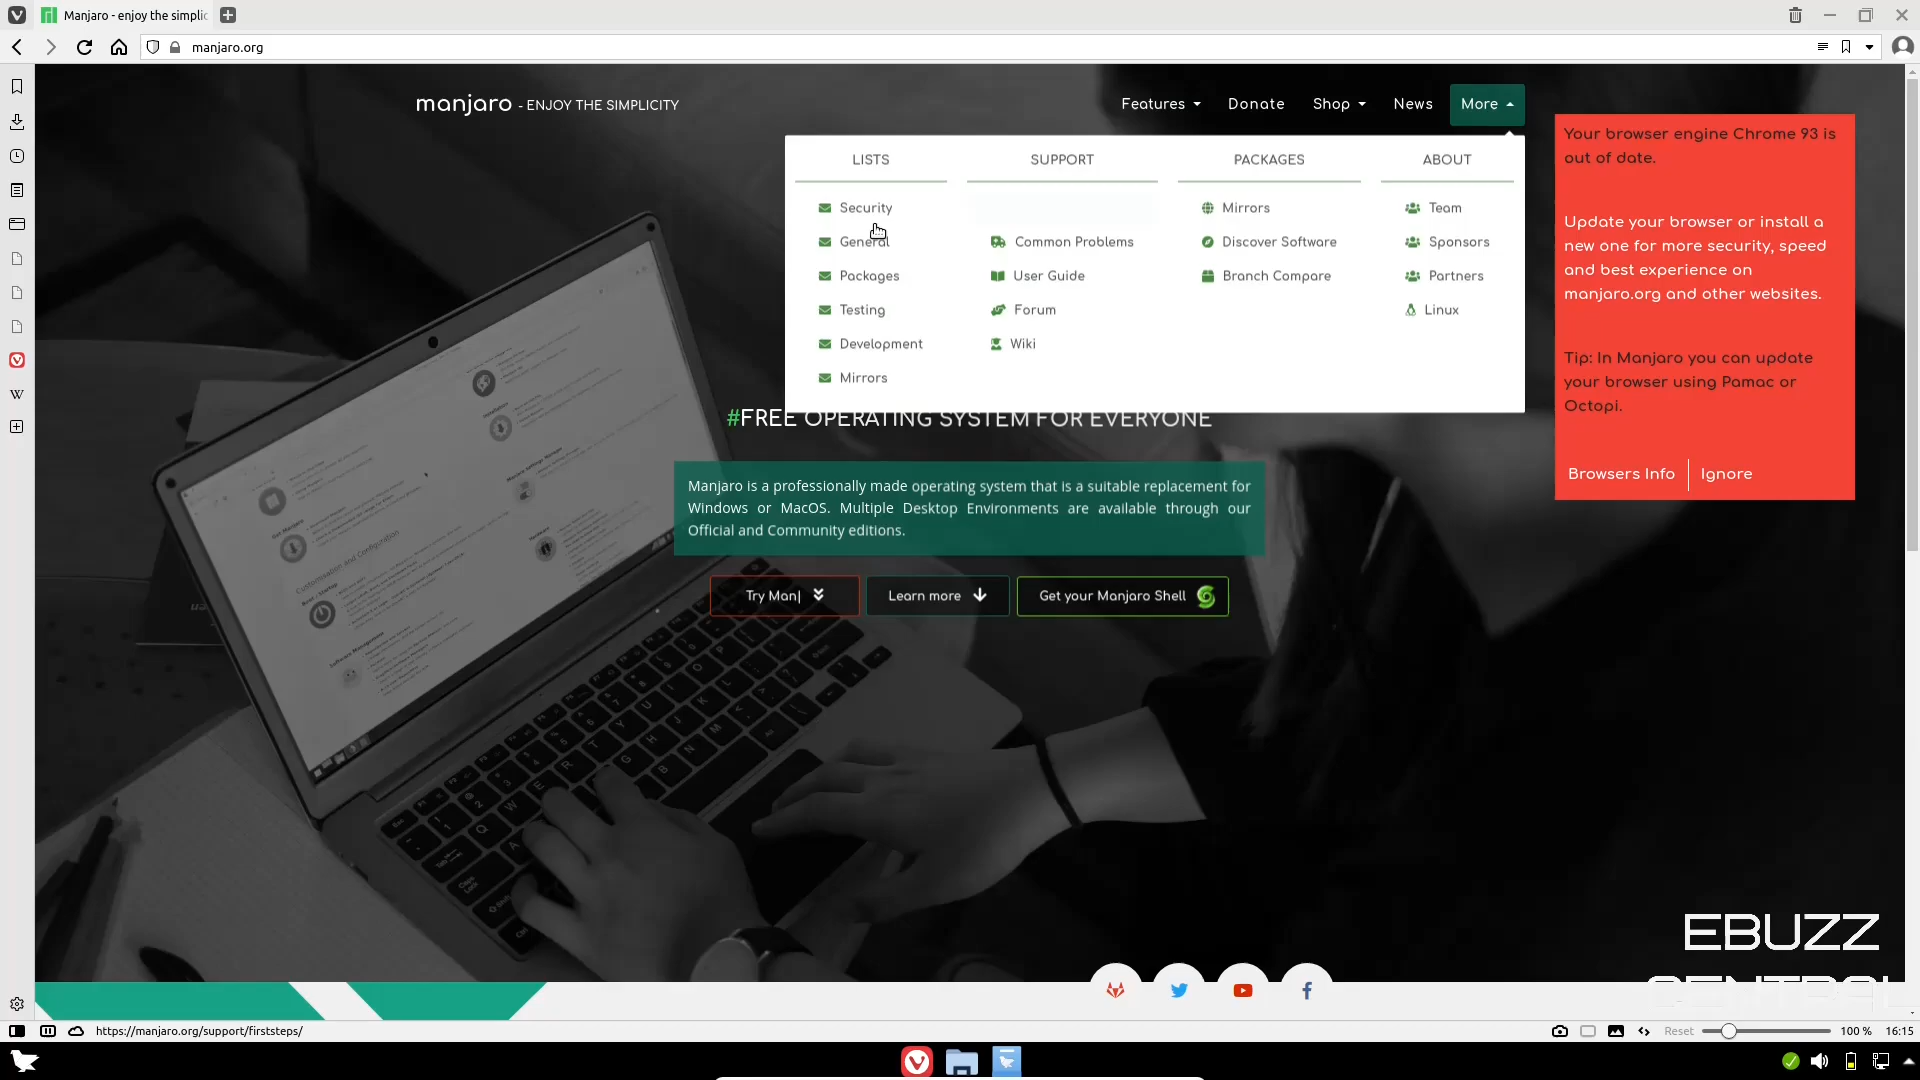 Manjaro - enjoy the simplic
manjaro.org
manjaro - ENJOY THE SIMPLICITY
Features
Donate
Shop
News
More
LISTS
Security
General
Packages
Testing
Development
Mirrors
SUPPORT
Common Problems
User Guide
Forum
Wiki
PACKAGES
Mirrors
Discover Software
Branch Compare
ABOUT
Team
Sponsors
Partners
Linux
Your browser engine Chrome 93 is
out of date.
Update your browser or install a
new one for more security, speed
and best experience on
manjaro.org and other websites.
Tip: In Manjaro you can update
your browser using Pamac or
Octopi.
Browsers Info
Ignore
#FREE OPERATING SYSTEM FOR EVERYONE
Manjaro is a professionally made operating system that is a suitable replacement for
Windows or MacOS. Multiple Desktop Environments are available through our
Official and Community editions.
Try Man|
Learn more
Get your Manjaro Shell
Customisation and Configuration
EBUZZ
CENTRAL
https://manjaro.org/support/firststeps/
Reset
100 %
16:15